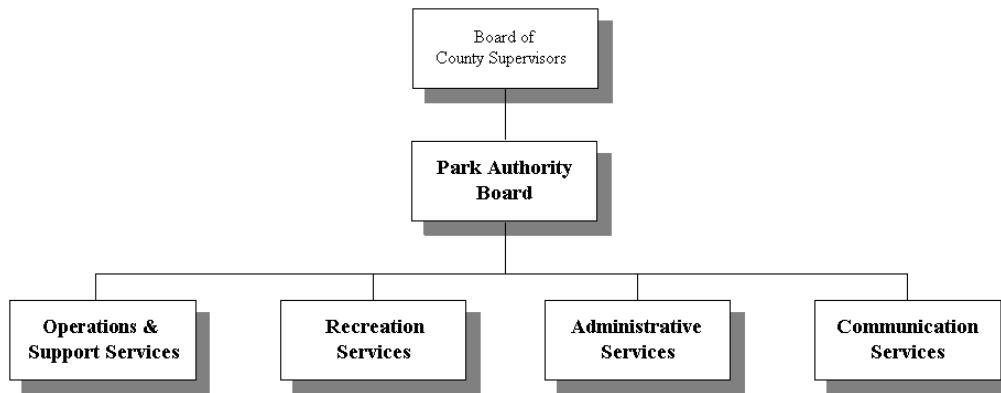 Board of
County Supervisors
Park Authority
Board
Operations &
Support Services
Recreation
Services
Administrative
Services
Communication
Services